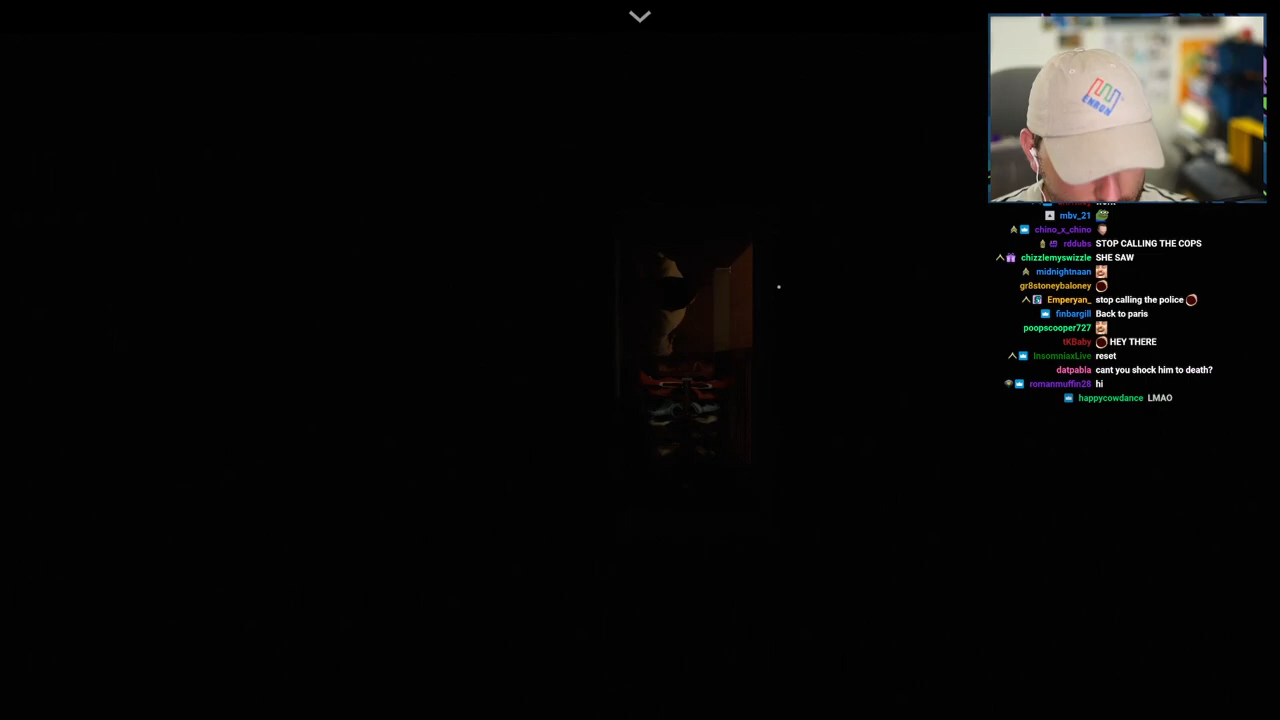 ENRON
mbv_21
chino_x_chino
rddubs STOP CALLING THE COPS
chizzlemyswizzle SHE SAW
midnightnaan
gr8stoneybaloney
Emperyan_ stop calling the police
finbargill Back to paris
poopscooper727
tKBaby HEY THERE
InsomniaxLive reset
datpabla cant you shock him to death?
romanmuffin28 hi
happycowdance LMAO